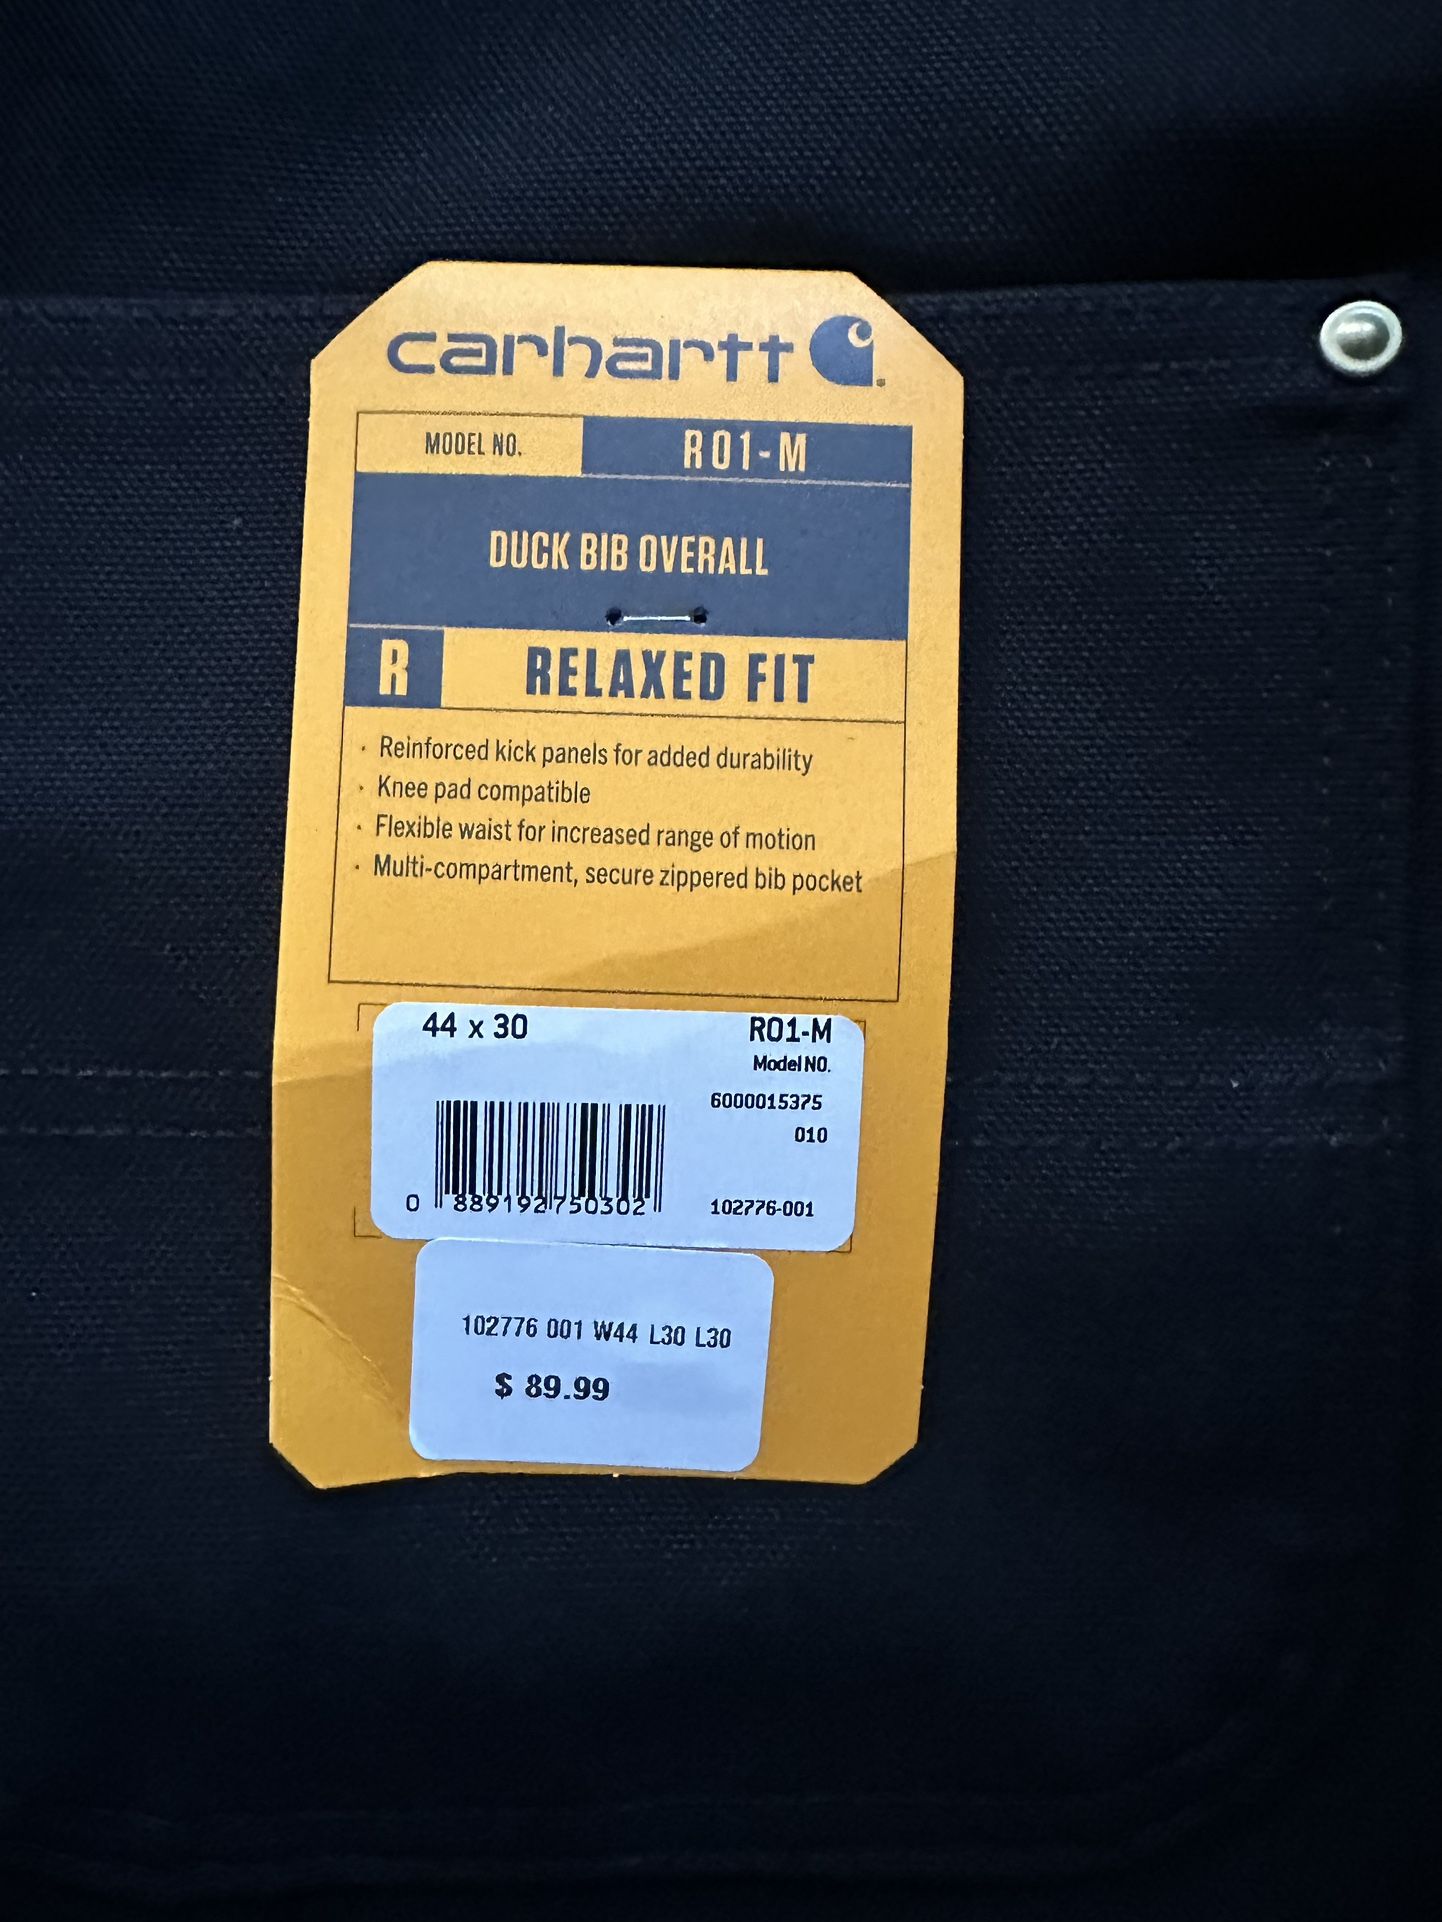 carhartt
MODEL NO. R01-M
DUCK BIB OVERALL
R RELAXED FIT
· Reinforced kick panels for added durability
· Knee pad compatible
· Flexible waist for increased range of motion
· Multi-compartment, secure zippered bib pocket
44 x 30 R01-M
Model NO.
6000015375
010
0 889192750302 102776-001
102776 001 W44 L30 L30
$ 89.99